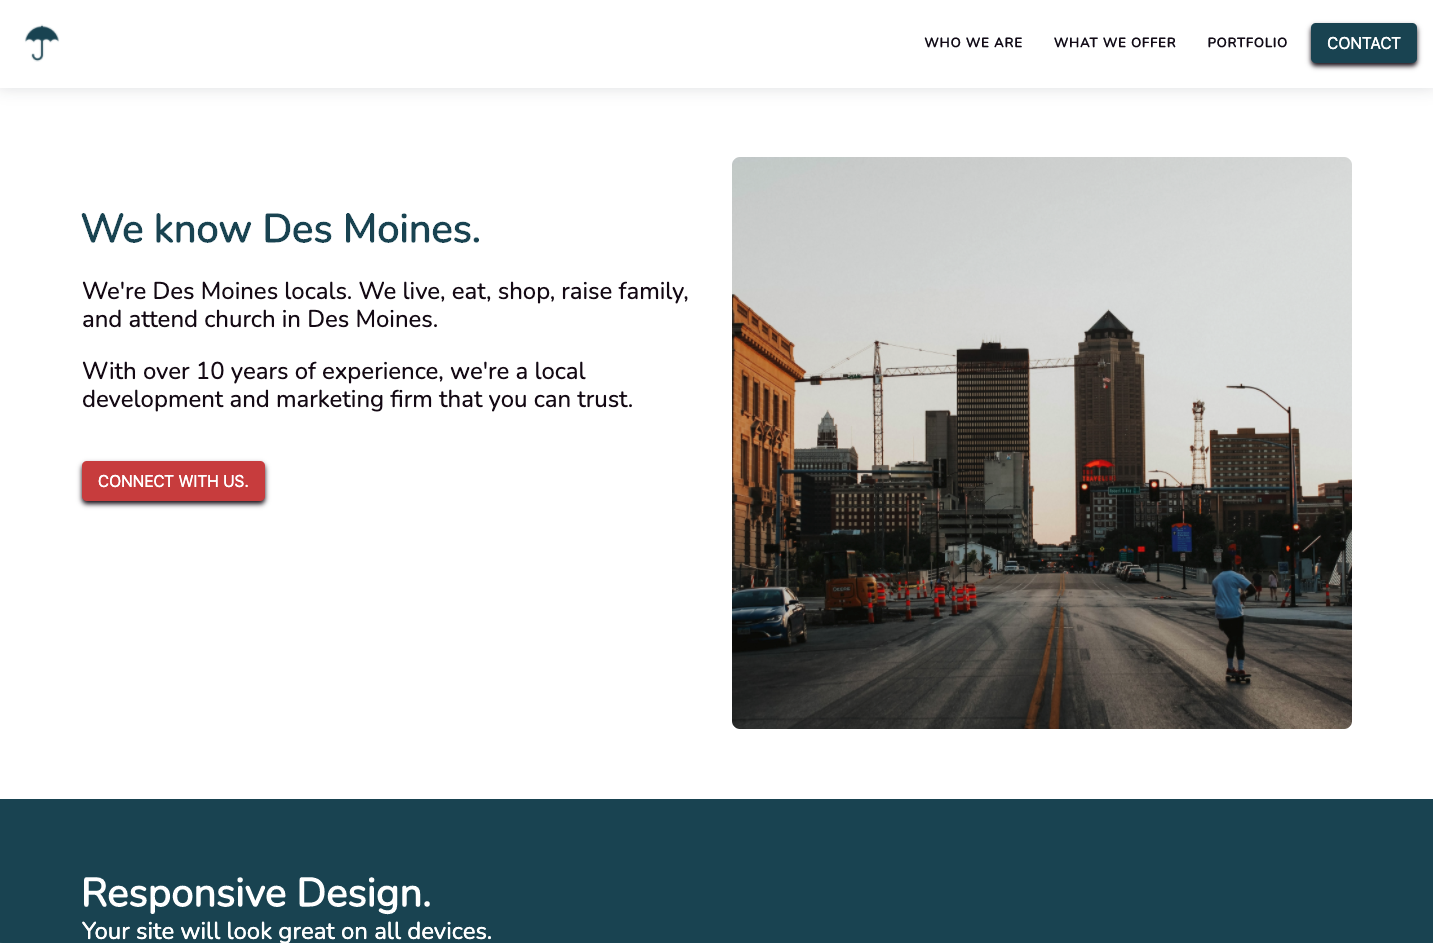 WHO WE ARE
WHAT WE OFFER
PORTFOLIO
CONTACT
We know Des Moines.
We're Des Moines locals. We live, eat, shop, raise family,
and attend church in Des Moines.
With over 10 years of experience, we're a local
development and marketing firm that you can trust.
CONNECT WITH US.
Responsive Design.
Your site will look great on all devices.